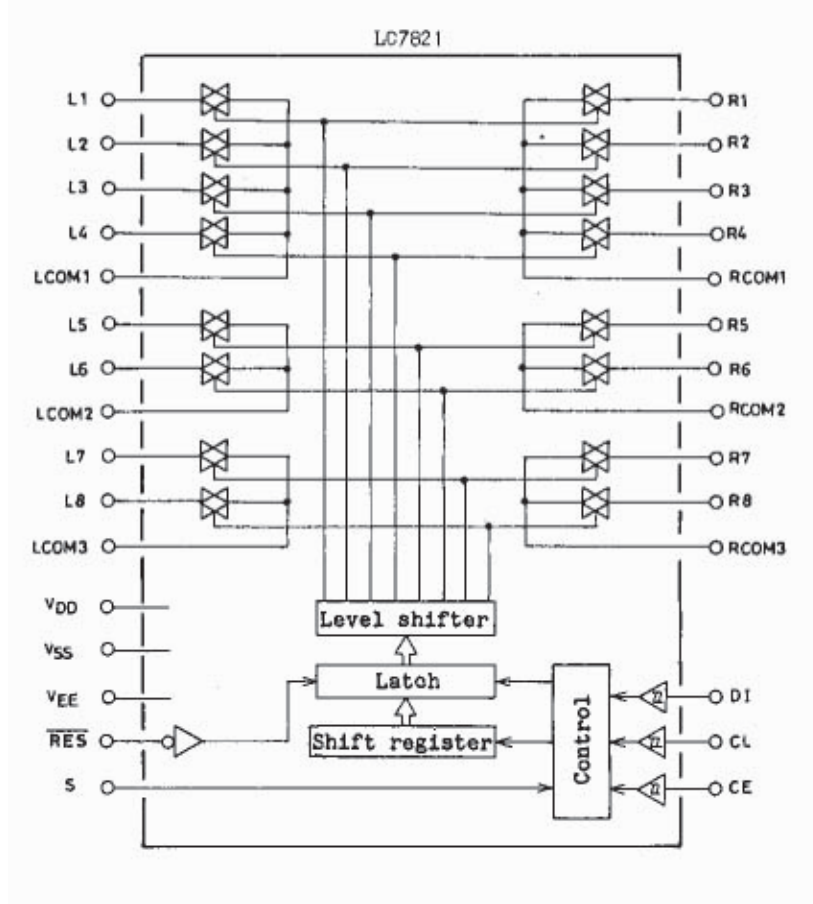 LC7821
L1 R1
L2 R2
L3 R3
L4 R4
LCOM1 RCOM1
L5 R5
L6 R6
LCOM2 RCOM2
L7 R7
L8 R8
LCOM3 RCOM3
VDD
Level shifter
VSS
Latch
VEE DI
RES Shift register Control CL
S CE